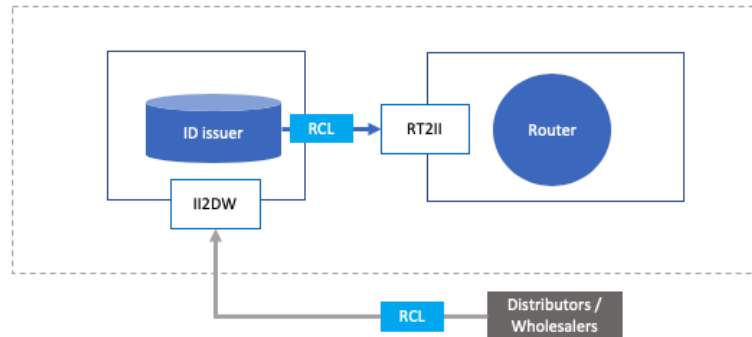 ID issuer
RCL
RT2II
Router
II2DW
RCL
Distributors /
Wholesalers